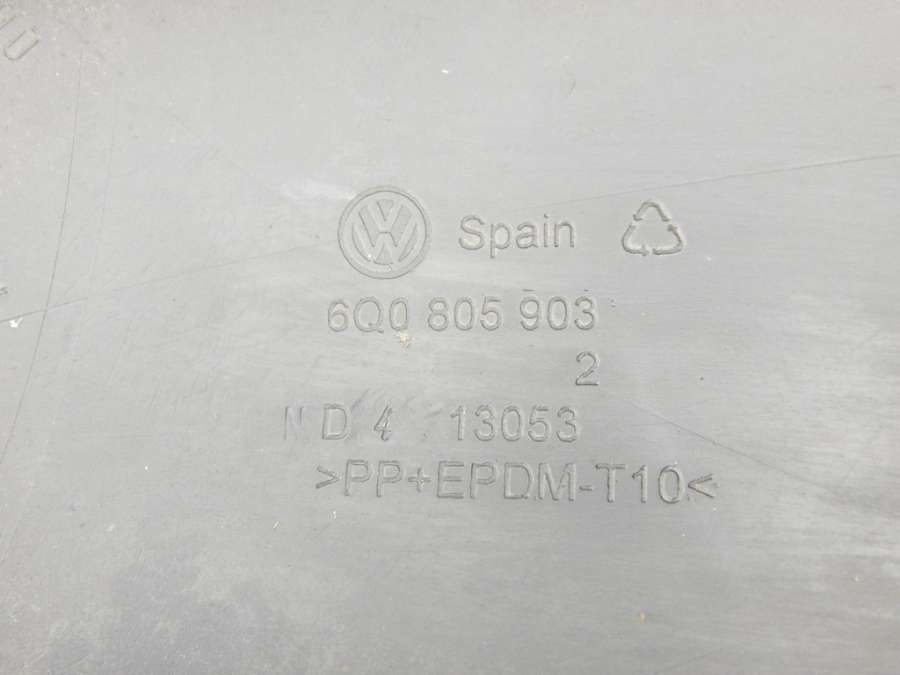 Spain
6Q0 805 903
2
D 4 13053
>PP+EPDM-T10<